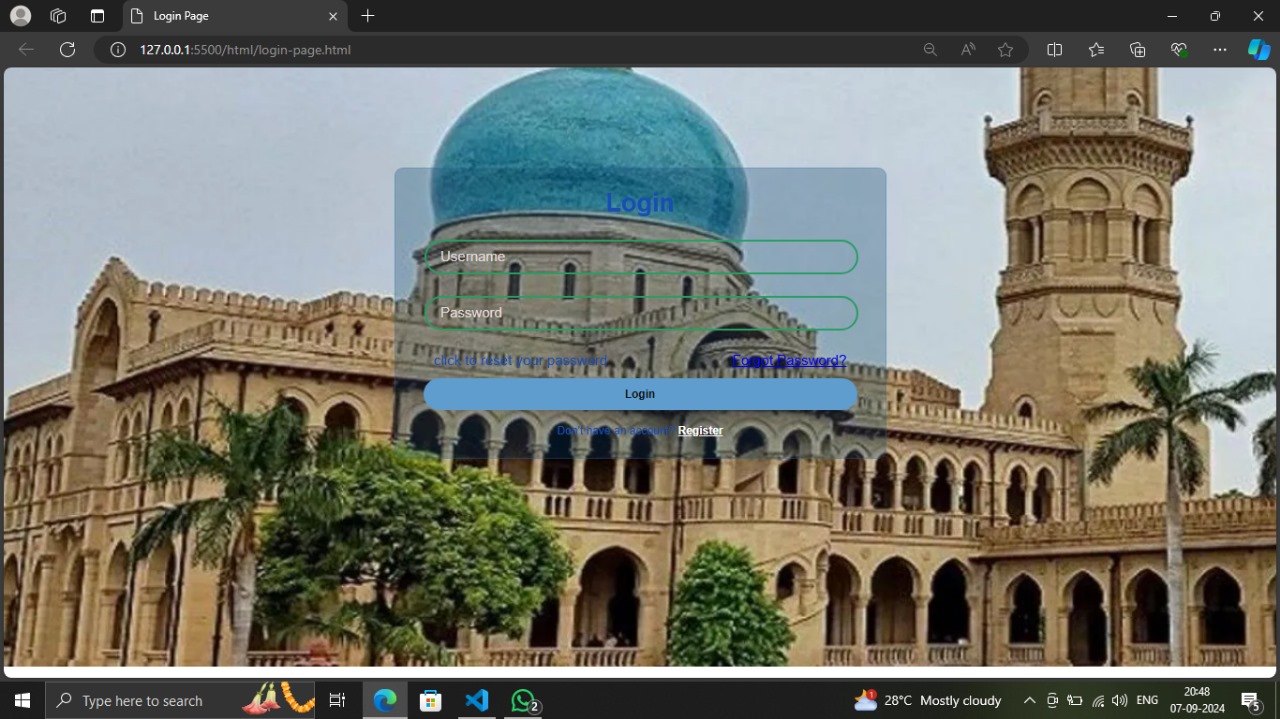 Login Page
127.0.0.1:5500/html/login-page.html
Login
Username
Password
click to reset your password
Forgot Password?
Login
Don't have an account? Register
Type here to search
2
1
28°C Mostly cloudy
ENG
20:48
07-09-2024
5